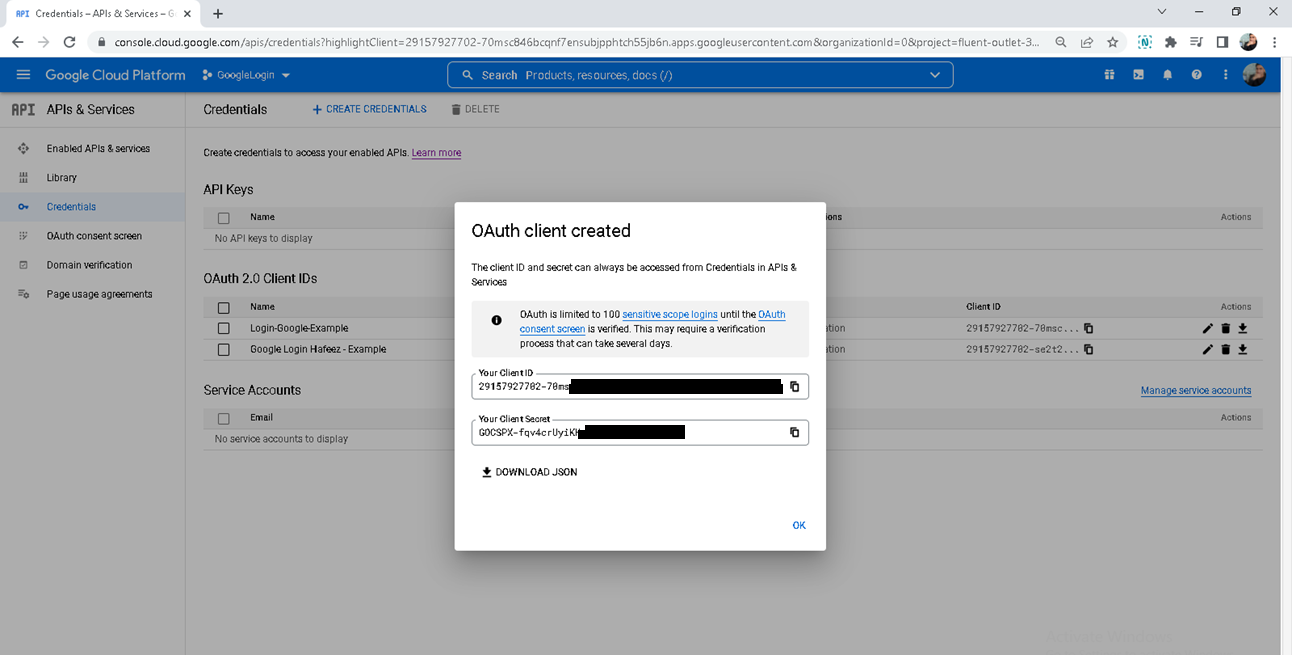 API Credentials – APIs & Services – G
console.cloud.google.com/apis/credentials?highlightClient=29157927702-70msc846bcqnf7ensubjpphtch55jb6n.apps.googleusercontent.com&organizationId=0&project=fluent-outlet-3...
Google Cloud Platform GoogleLogin Search Products, resources, docs (/)
API APIs & Services Credentials CREATE CREDENTIALS DELETE
Enabled APIs & services
Library
Credentials
OAuth consent screen
Domain verification
Page usage agreements
Create credentials to access your enabled APIs. Learn more
API Keys
Name Actions
No API keys to display
OAuth 2.0 Client IDs
Name Client ID Actions
Login-Google-Example 29157927702-70msc...
Google Login Hafeez - Example 29157927702-se2t2...
Service Accounts Manage service accounts
Email Actions
No service accounts to display
OAuth client created
The client ID and secret can always be accessed from Credentials in APIs &
Services
OAuth is limited to 100 sensitive scope logins until the OAuth
consent screen is verified. This may require a verification
process that can take several days.
Your Client ID
29157927702-70ms
Your Client Secret
GOCSPX-fqv4crUyiK
DOWNLOAD JSON
OK
Activate Windows